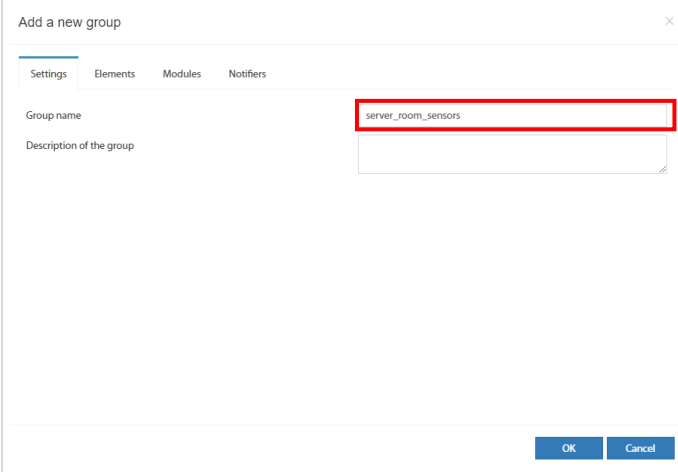 Add a new group
Settings Elements Modules Notifiers
Group name server_room_sensors
Description of the group
OK Cancel